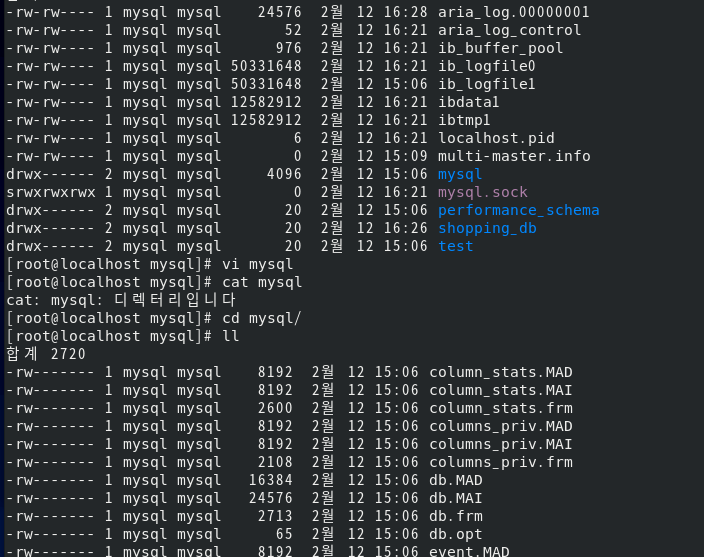 -rw-rw---- 1 mysql mysql    24576  2월  12 16:28 aria_log.00000001
-rw-rw---- 1 mysql mysql       52  2월  12 16:21 aria_log_control
-rw-rw---- 1 mysql mysql      976  2월  12 16:21 ib_buffer_pool
-rw-rw---- 1 mysql mysql 50331648  2월  12 16:21 ib_logfile0
-rw-rw---- 1 mysql mysql 50331648  2월  12 15:06 ib_logfile1
-rw-rw---- 1 mysql mysql 12582912  2월  12 16:21 ibdata1
-rw-rw---- 1 mysql mysql 12582912  2월  12 16:21 ibtmp1
-rw-rw---- 1 mysql mysql        6  2월  12 16:21 localhost.pid
-rw-rw---- 1 mysql mysql        0  2월  12 15:09 multi-master.info
drwx------ 2 mysql mysql     4096  2월  12 15:06 mysql
srwxrwxrwx 1 mysql mysql        0  2월  12 16:21 mysql.sock
drwx------ 2 mysql mysql       20  2월  12 15:06 performance_schema
drwx------ 2 mysql mysql       20  2월  12 16:26 shopping_db
drwx------ 2 mysql mysql       20  2월  12 15:06 test
[root@localhost mysql]# vi mysql
[root@localhost mysql]# cat mysql
cat: mysql: 디렉터리입니다
[root@localhost mysql]# cd mysql/
[root@localhost mysql]# ll
합계 2720
-rw------- 1 mysql mysql    8192  2월  12 15:06 column_stats.MAD
-rw------- 1 mysql mysql    8192  2월  12 15:06 column_stats.MAI
-rw------- 1 mysql mysql    2600  2월  12 15:06 column_stats.frm
-rw------- 1 mysql mysql    8192  2월  12 15:06 columns_priv.MAD
-rw------- 1 mysql mysql    8192  2월  12 15:06 columns_priv.MAI
-rw------- 1 mysql mysql    2108  2월  12 15:06 columns_priv.frm
-rw------- 1 mysql mysql   16384  2월  12 15:06 db.MAD
-rw------- 1 mysql mysql   24576  2월  12 15:06 db.MAI
-rw------- 1 mysql mysql    2713  2월  12 15:06 db.frm
-rw------- 1 mysql mysql      65  2월  12 15:06 db.opt
-rw------- 1 mysql mysql    8192  2월  12 15:06 event.MAD